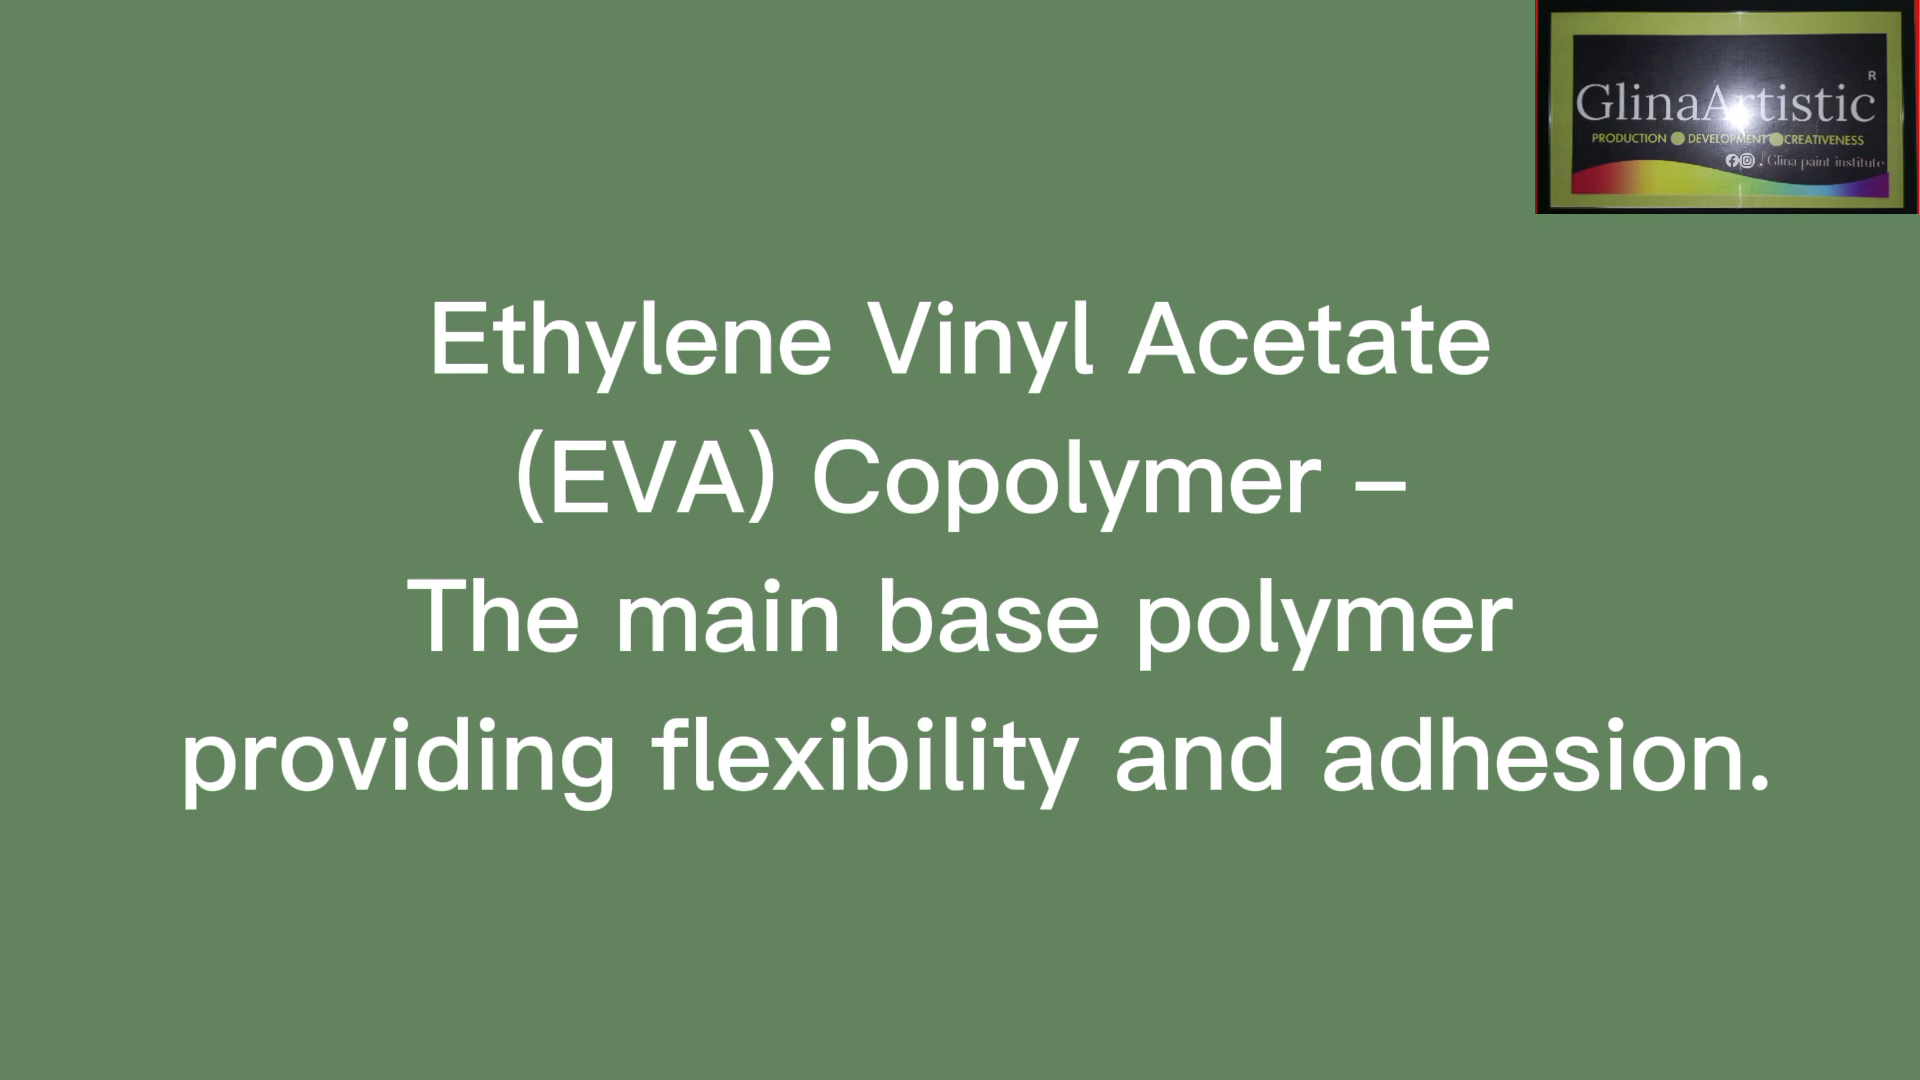 GlinaArtistic R
PRODUCTION DEVELOPMENT CREATIVENESS
Glina paint institute
Ethylene Vinyl Acetate
(EVA) Copolymer –
The main base polymer
providing flexibility and adhesion.